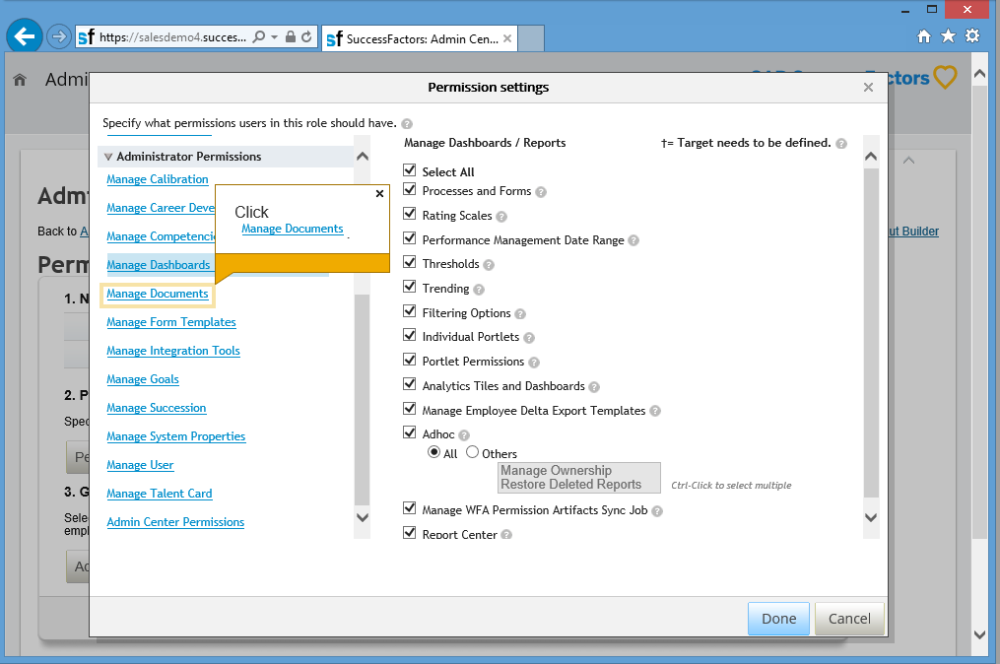 https://salesdemo4.succes...
SuccessFactors: Admin Cen...
Admi
ctors
Permission settings
Specify what permissions users in this role should have.
Administrator Permissions
Manage Calibration
Manage Career Deve
Manage Competencie
Manage Dashboards
Manage Documents
Manage Form Templates
Manage Integration Tools
Manage Goals
Manage Succession
Manage System Properties
Manage User
Manage Talent Card
Admin Center Permissions
Click
Manage Documents
.
Manage Dashboards / Reports
†= Target needs to be defined.
Select All
Processes and Forms
Rating Scales
Performance Management Date Range
Thresholds
Trending
Filtering Options
Individual Portlets
Portlet Permissions
Analytics Tiles and Dashboards
Manage Employee Delta Export Templates
Adhoc
All Others
Manage Ownership
Restore Deleted Reports
Ctrl-Click to select multiple
Manage WFA Permission Artifacts Sync Job
Report Center
Done Cancel
Adm
Back to A
ut Builder
Perm
1. N
2. P
Spec
Pe
3. G
Selec
empl
Ad